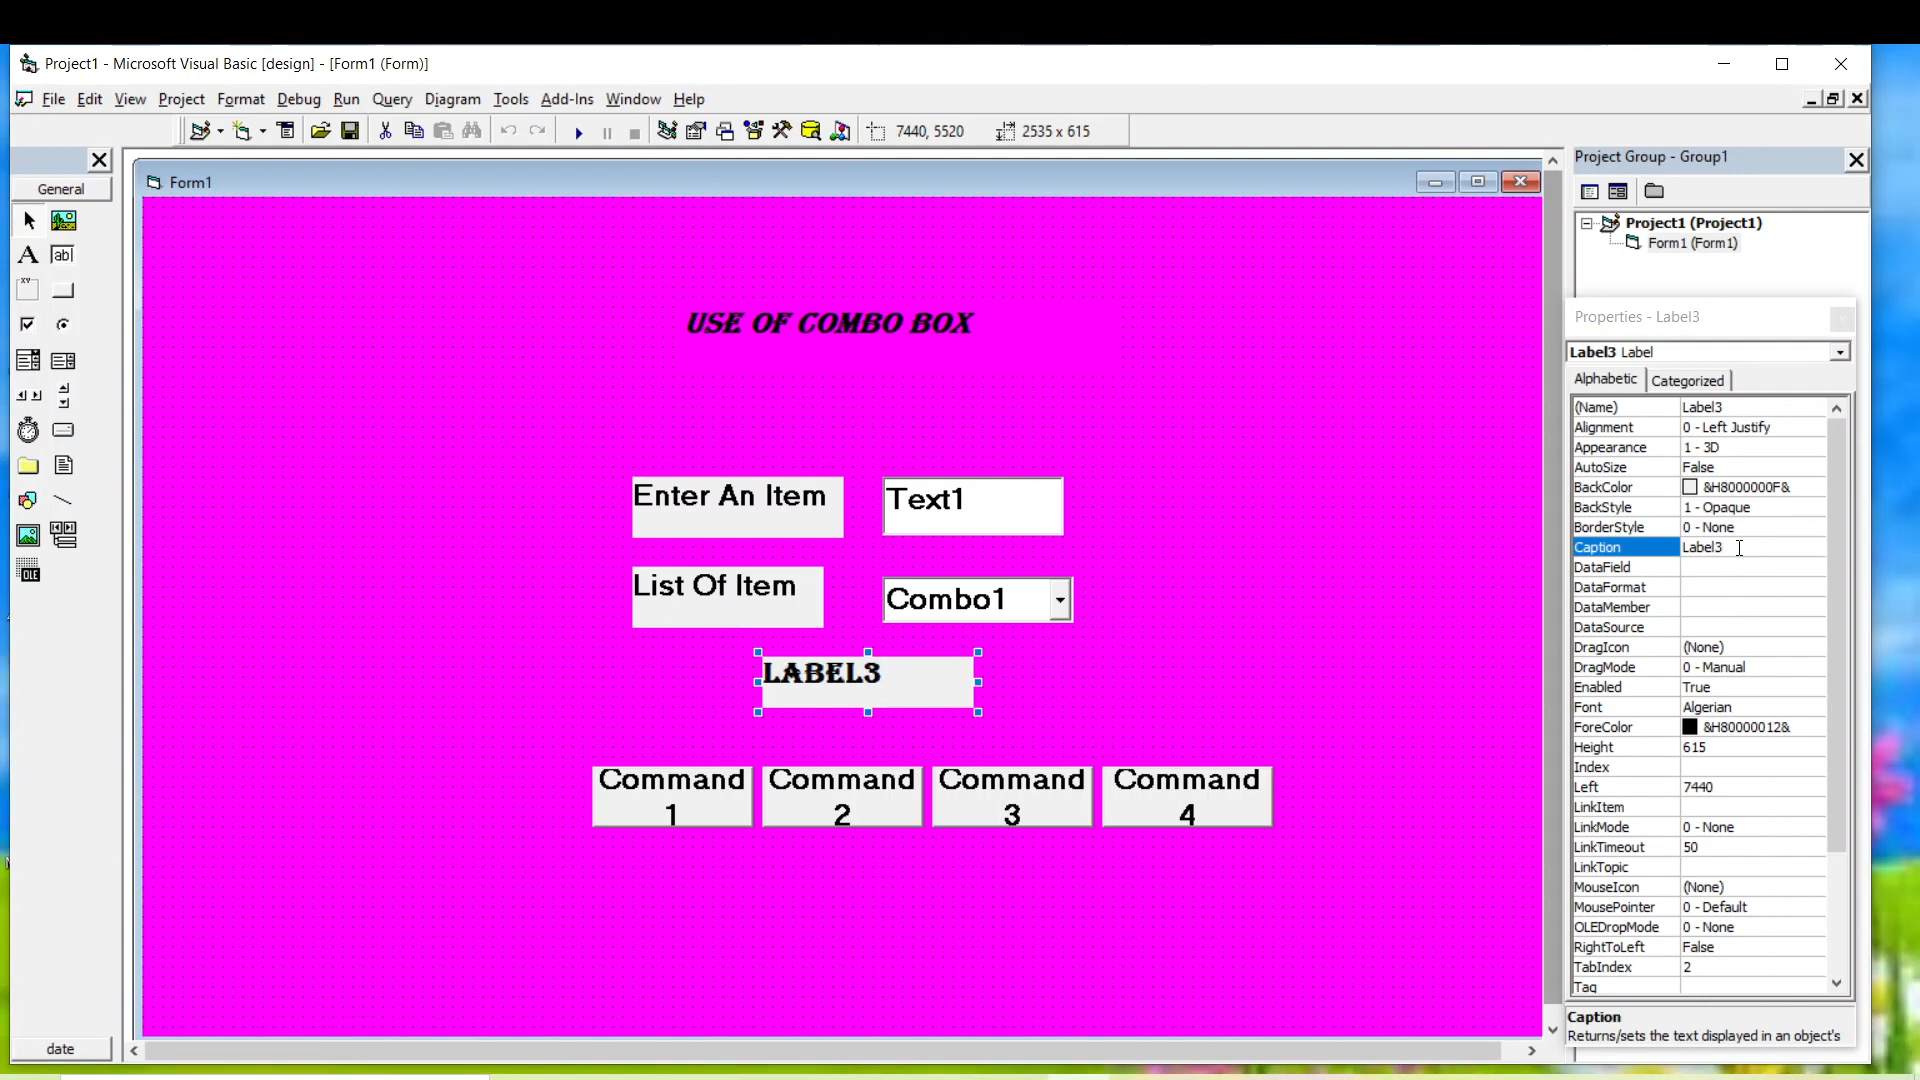 Project1 - Microsoft Visual Basic [design] - [Form1 (Form)]
File Edit View Project Format Debug Run Query Diagram Tools Add-Ins Window Help
7440, 5520 2535 x 615
General
A
ab
xy
OLE
date
Form1
USE OF COMBO BOX
Enter An Item
Text1
List Of Item
Combo1
LABEL3
Command 1
Command 2
Command 3
Command 4
Project Group - Group1
Project1 (Project1)
Form1 (Form1)
Properties - Label3
Label3 Label
Alphabetic Categorized
(Name) Label3
Alignment 0 - Left Justify
Appearance 1 - 3D
AutoSize False
BackColor &H8000000F&
BackStyle 1 - Opaque
BorderStyle 0 - None
Caption Label3
DataField
DataFormat
DataMember
DataSource
DragIcon (None)
DragMode 0 - Manual
Enabled True
Font Algerian
ForeColor &H80000012&
Height 615
Index
Left 7440
LinkItem
LinkMode 0 - None
LinkTimeout 50
LinkTopic
MouseIcon (None)
MousePointer 0 - Default
OLEDropMode 0 - None
RightToLeft False
TabIndex 2
Tag
Caption
Returns/sets the text displayed in an object's